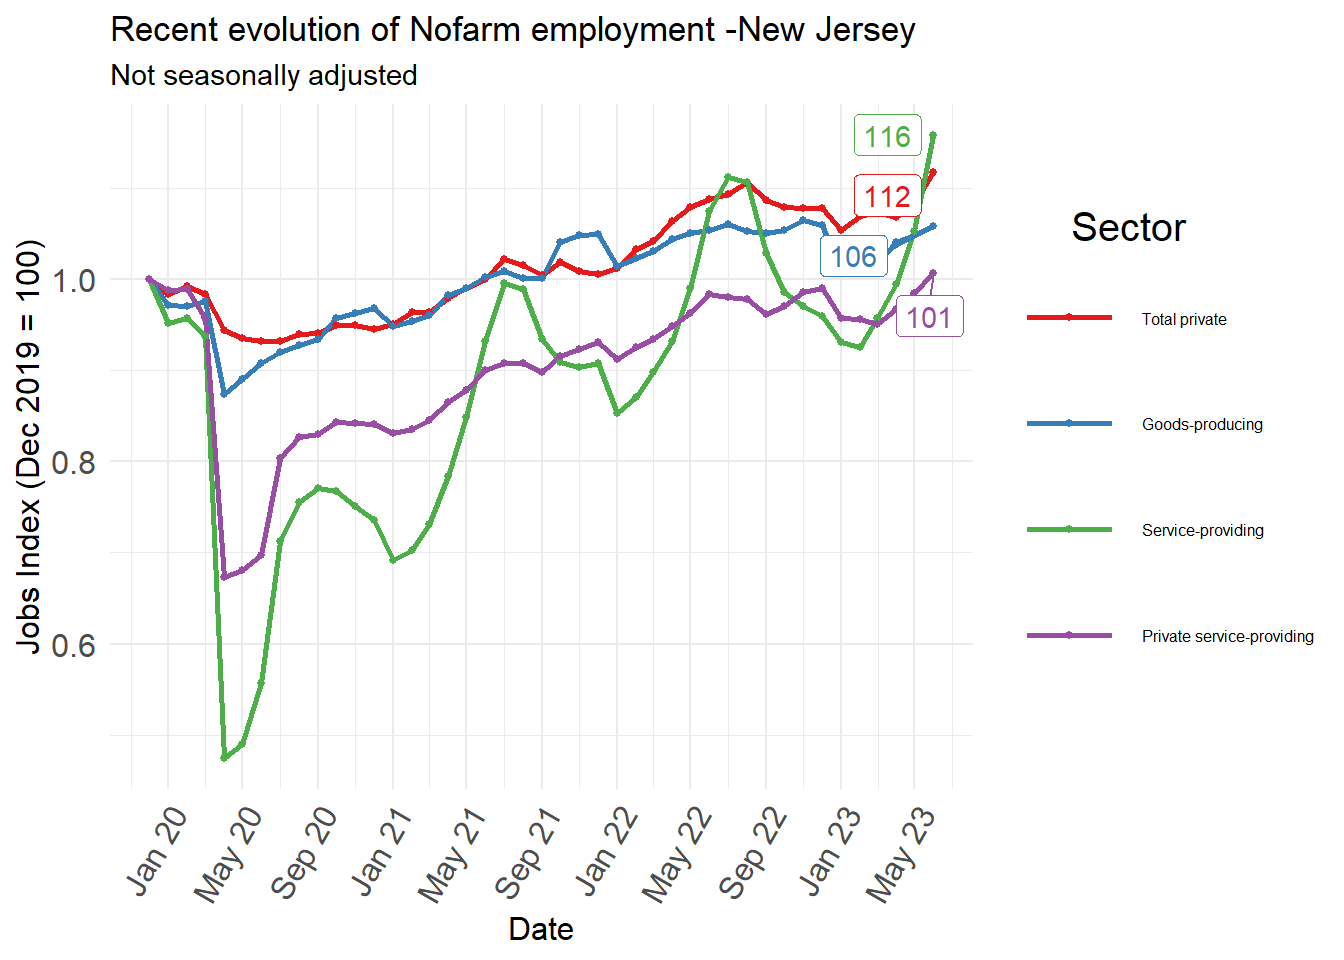 Recent evolution of Nofarm employment -New Jersey
Not seasonally adjusted
Jobs Index (Dec 2019 = 100)
1.0
0.8
0.6
116
112
106
101
Jan 20
May 20
Sep 20
Jan 21
May 21
Sep 21
Jan 22
May 22
Sep 22
Jan 23
May 23
Date
Sector
Total private
Goods-producing
Service-providing
Private service-providing